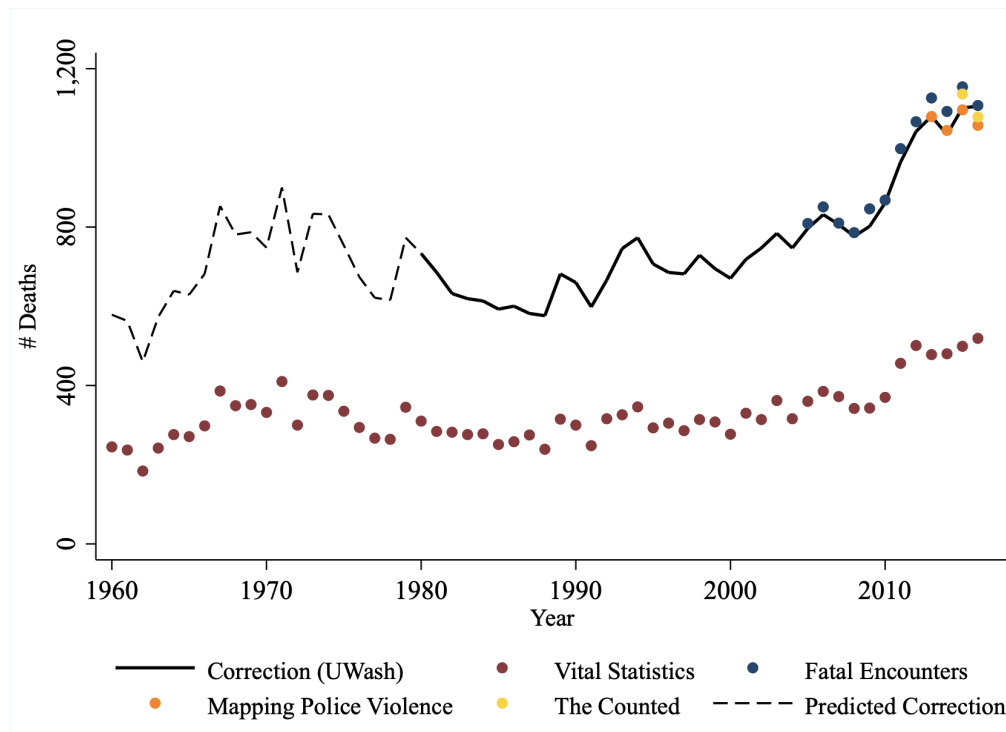 1,200
800
400
0
# Deaths
1960 1970 1980 1990 2000 2010
Year
Correction (UWash) Vital Statistics Fatal Encounters
Mapping Police Violence The Counted Predicted Correction